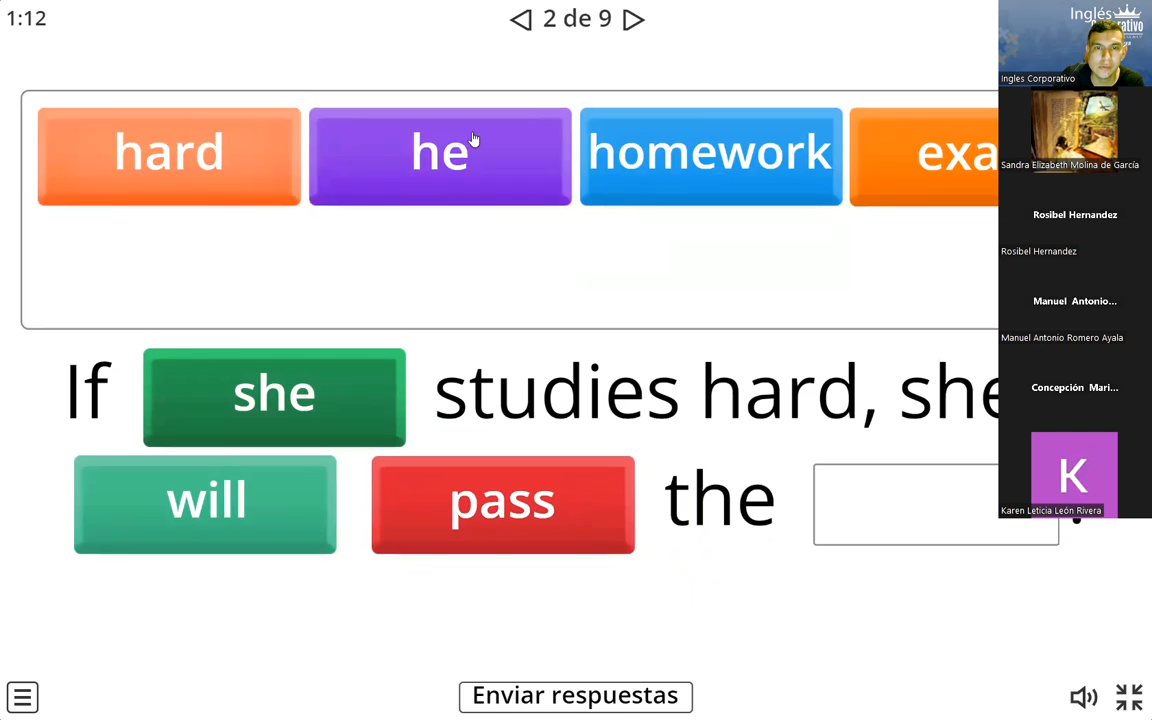 1:12
2 de 9
Inglés
Ingles Corporativo
hard he homework exa
Sandra Elizabeth Molina de García
Rosibel Hernandez
Rosibel Hernandez
Manuel Antonio...
Manuel Antonio Romero Ayala
If she studies hard, she
Concepción Mari...
will pass the .
K
Karen Leticia León Rivera
Enviar respuestas